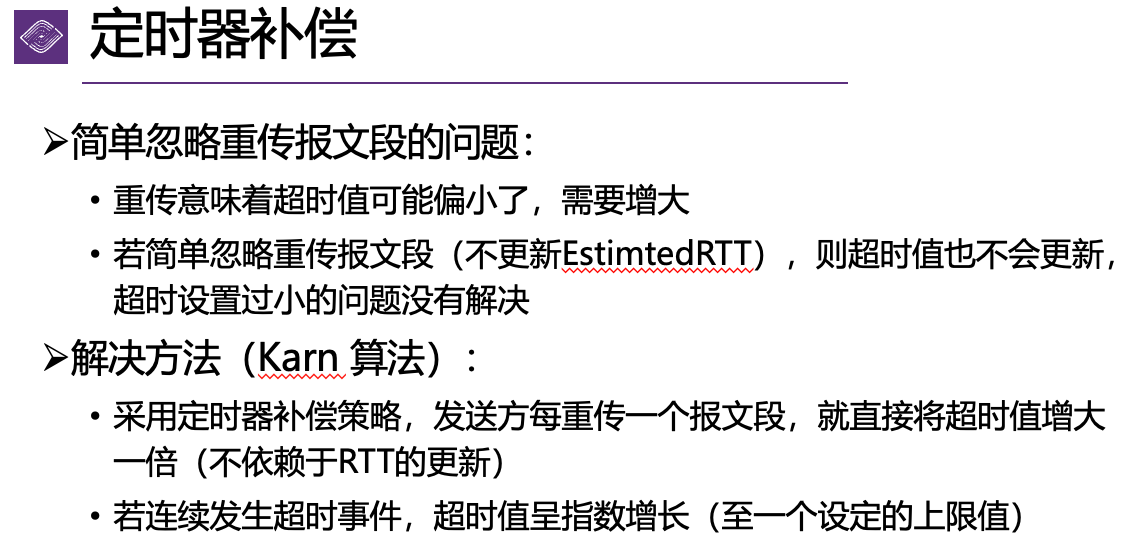 定时器补偿
➢简单忽略重传报文段的问题：
• 重传意味着超时值可能偏小了，需要增大
• 若简单忽略重传报文段（不更新EstimtedRTT），则超时值也不会更新，
超时设置过小的问题没有解决
➢解决方法（Karn 算法）：
• 采用定时器补偿策略，发送方每重传一个报文段，就直接将超时值增大
一倍（不依赖于RTT的更新）
• 若连续发生超时事件，超时值呈指数增长（至一个设定的上限值）